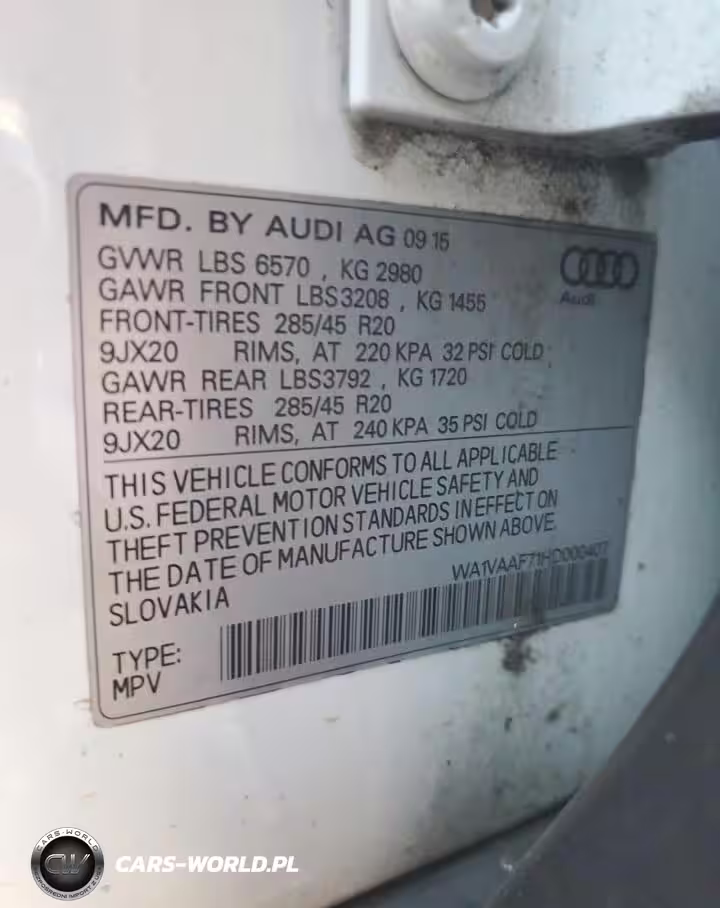 MFD. BY AUDI AG 09 15
GVWR LBS 6570 , KG 2980
GAWR FRONT LBS3208 , KG 1455
FRONT-TIRES 285/45 R20
9JX20 RIMS, AT 220 KPA 32 PSI COLD
GAWR REAR LBS3792 , KG 1720
REAR-TIRES 285/45 R20
9JX20 RIMS, AT 240 KPA 35 PSI COLD
Audi
THIS VEHICLE CONFORMS TO ALL APPLICABLE
U.S. FEDERAL MOTOR VEHICLE SAFETY AND
THEFT PREVENTION STANDARDS IN EFFECT ON
THE DATE OF MANUFACTURE SHOWN ABOVE.
SLOVAKIA
WA1VAAF71HD000407
TYPE:
MPV
CARS-WORLD
CW
CARS-WORLD.PL